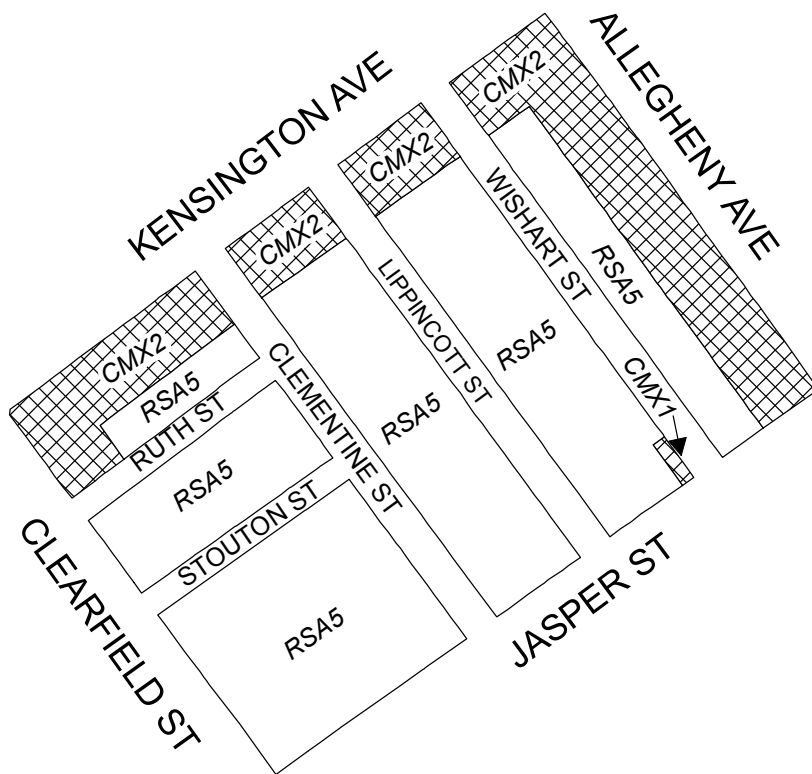 KENSINGTON AVE
ALLEGHENY AVE
CMX2
CMX2
CMX2
CMX2
WISHART ST
RSA5
LIPPINCOTT ST
RSA5
CMX1
CLEMENTINE ST
RSA5
RSA5
RUTH ST
RSA5
STOUTON ST
RSA5
CLEARFIELD ST
JASPER ST